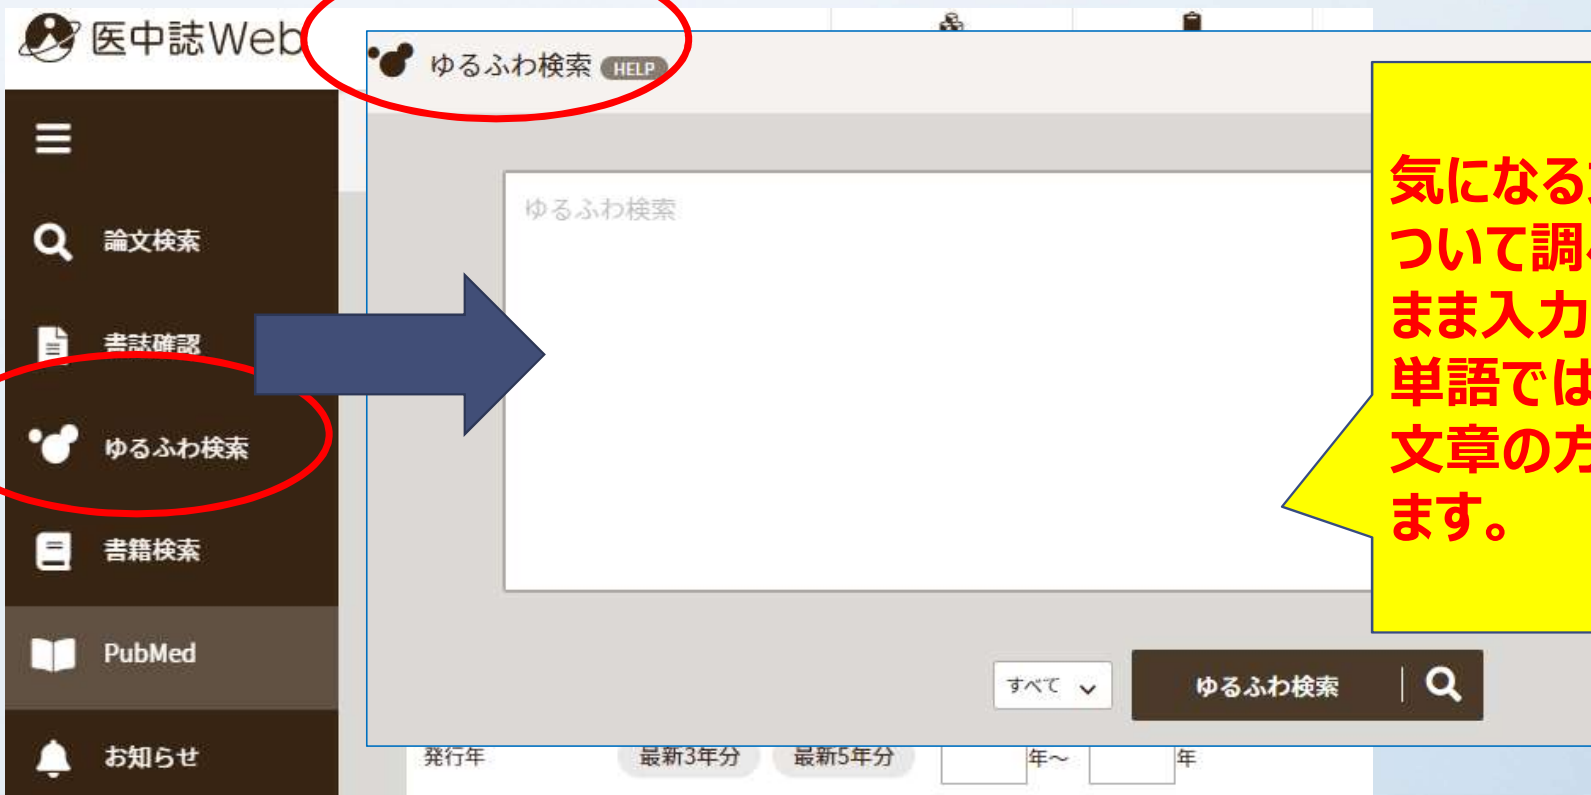 医中誌Web
ゆるふわ検索 HELP
論文検索
書誌確認
ゆるふわ検索
書籍検索
PubMed
お知らせ
ゆるふわ検索
気になる
ついて調
まま入力
単語では
文章の方
ます。
すべて
ゆるふわ検索
発行年 最新3年分 最新5年分 年～ 年